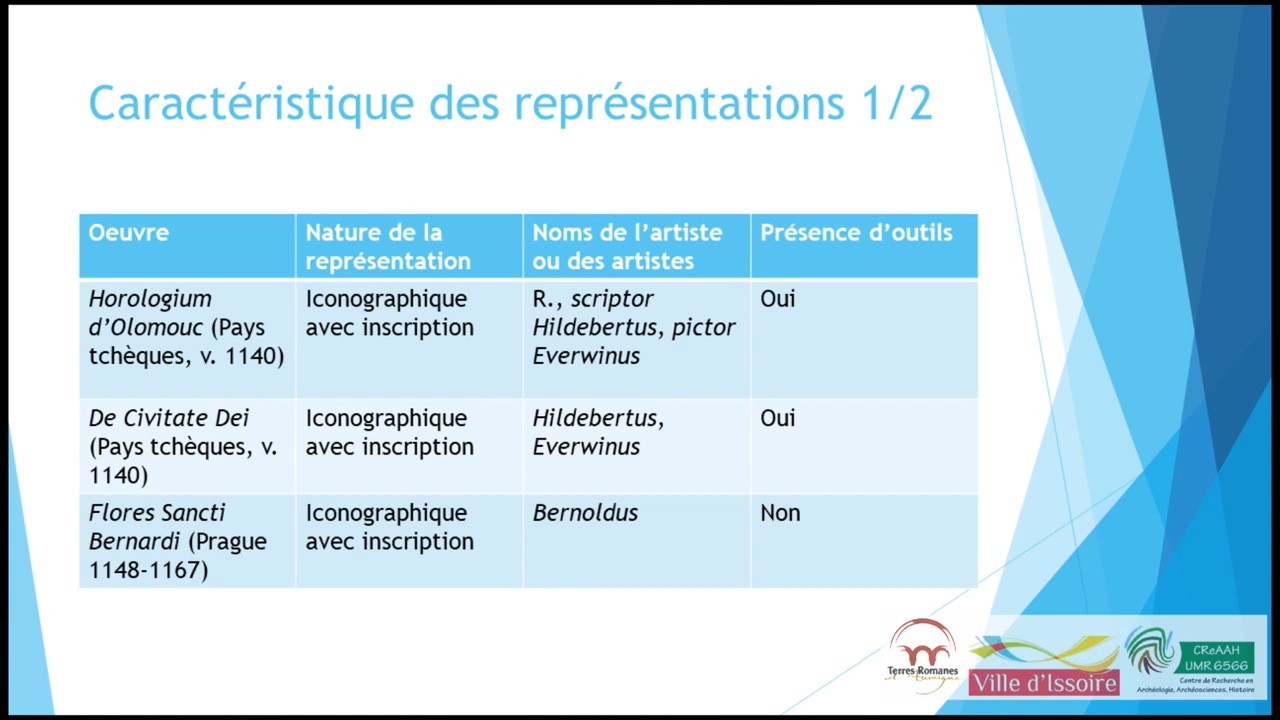 Caractéristique des représentations 1/2
Oeuvre
Nature de la
représentation
Noms de l’artiste
ou des artistes
Présence d’outils
Horologium
d’Olomouc (Pays
tchèques, v. 1140)
Iconographique
avec inscription
R., scriptor
Hildebertus, pictor
Everwinus
Oui
De Civitate Dei
(Pays tchèques, v.
1140)
Iconographique
avec inscription
Hildebertus,
Everwinus
Oui
Flores Sancti
Bernardi (Prague
1148-1167)
Iconographique
avec inscription
Bernoldus
Non
Terres Romanes
d'Auvergne
Ville d'Issoire
CReAAH
UMR 6566
Centre de Recherche en
Archéologie, Archéosciences, Histoire